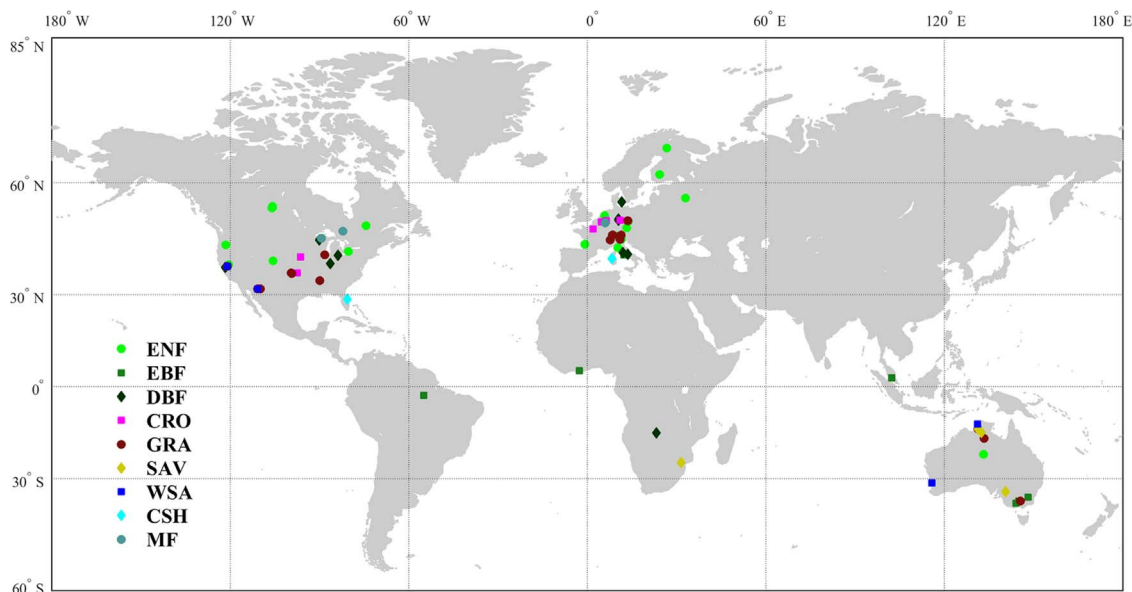 180° W 120° W 60° W 0° 60° E 120° E 180° E
85° N
60° N
30° N
0°
30° S
60° S
ENF
EBF
DBF
CRO
GRA
SAV
WSA
CSH
MF